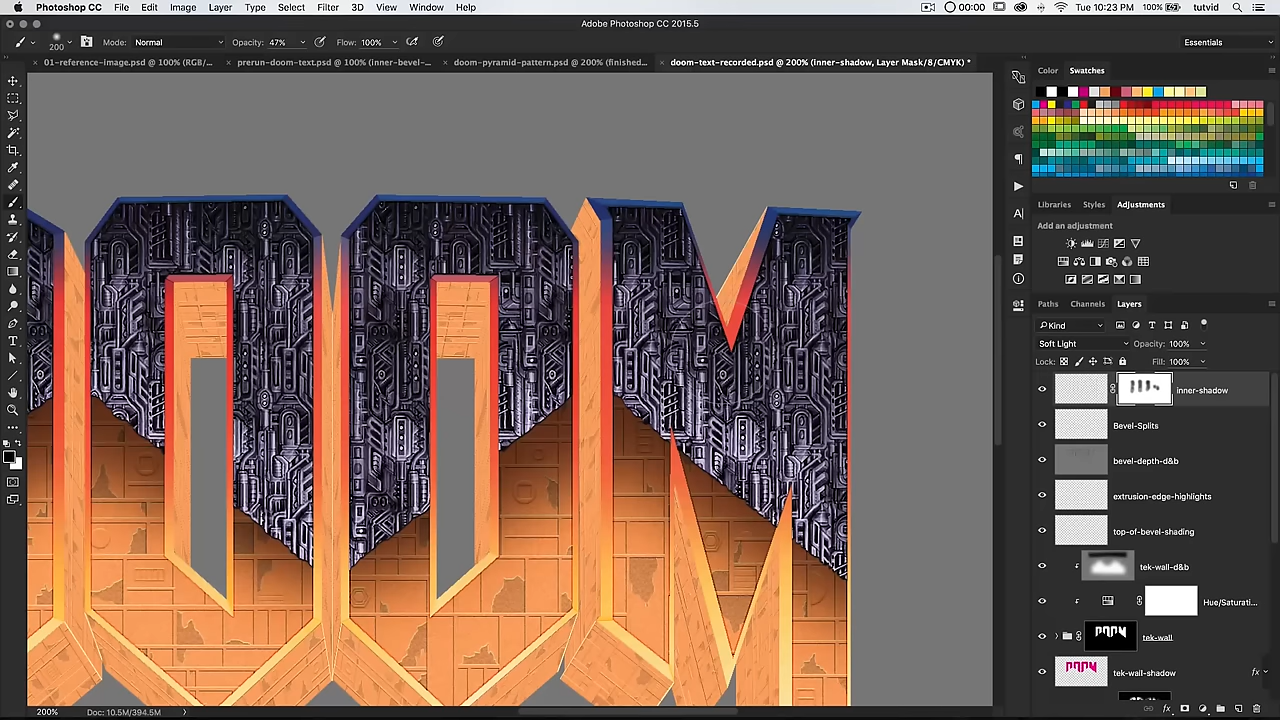 Photoshop CC File Edit Image Layer Type Select Filter 3D View Window Help 00:00 100% Tue 10:23 PM tutvid
Adobe Photoshop CC 2015.5
200 Mode: Normal Opacity: 47% Flow: 100% Essentials
× 01-reference-image.psd @ 100% (RGB/... × prerun-doom-text.psd @ 100% (inner-bevel-... × doom-pyramid-pattern.psd @ 200% (finished... × doom-text-recorded.psd @ 200% (inner-shadow, Layer Mask/8/CMYK) *
Color Swatches
Libraries Styles Adjustments
Add an adjustment
Paths Channels Layers
Kind
Soft Light Opacity: 100%
Lock: Fill: 100%
inner-shadow
Bevel-Splits
bevel-depth-d&b
extrusion-edge-highlights
top-of-bevel-shading
tek-wall-d&b
Hue/Saturati...
tek-wall
tek-wall-shadow fx
200% Doc: 10.5M/394.5M